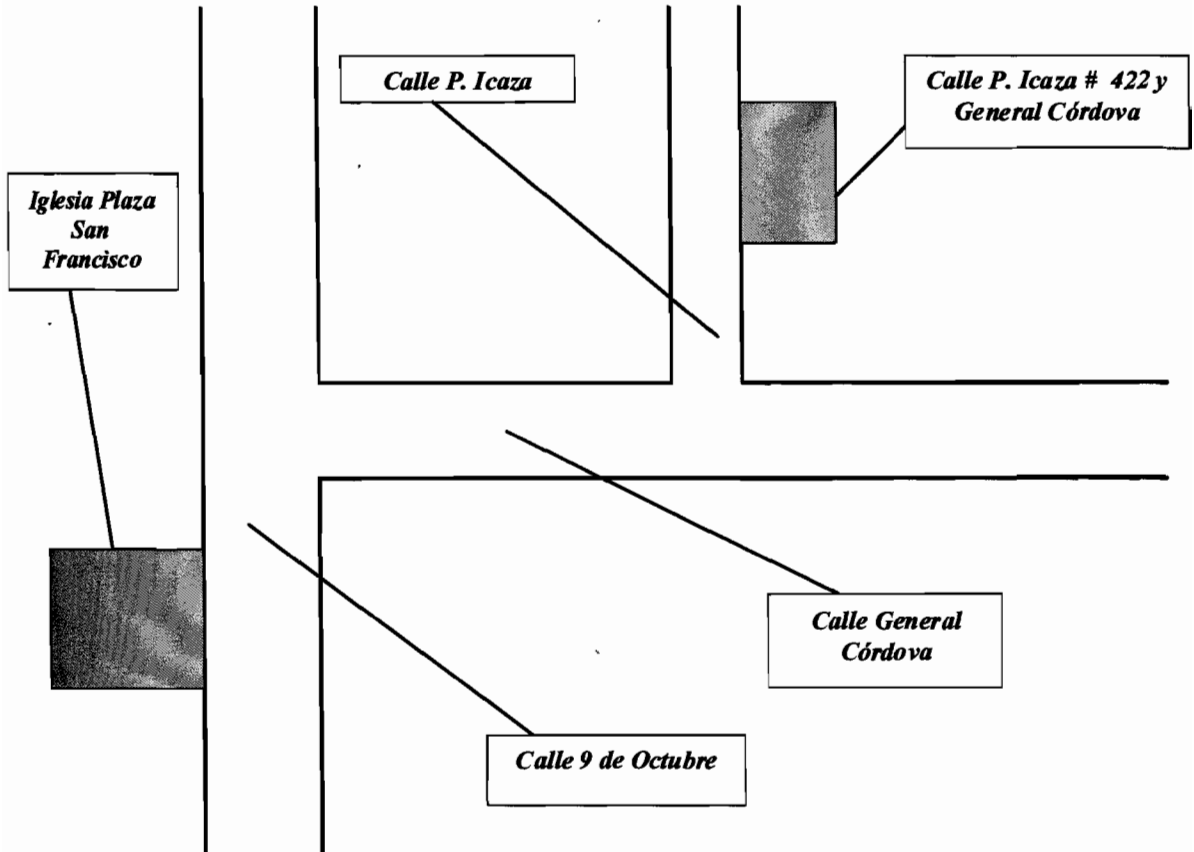 Calle P. Icaza
Calle P. Icaza # 422 y
General Córdova
Iglesia Plaza
San
Francisco
Calle General
Córdova
Calle 9 de Octubre